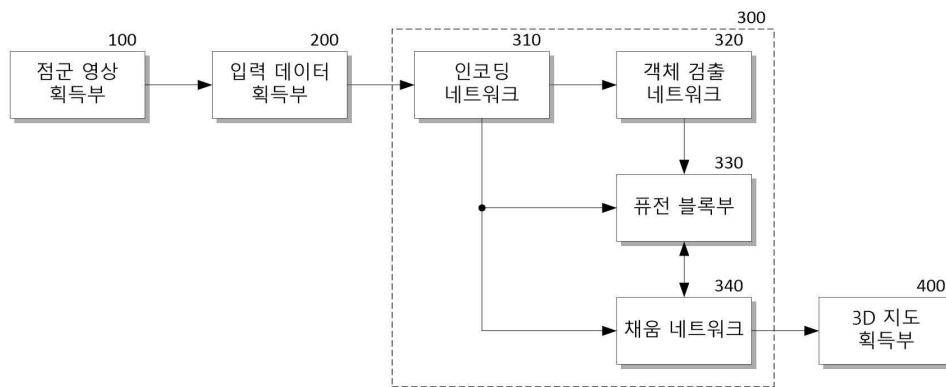 300
100
200
310
320
점군 영상
획득부
입력 데이터
획득부
인코딩
네트워크
객체 검출
네트워크
330
퓨전 블록부
340
400
채움 네트워크
3D 지도
획득부